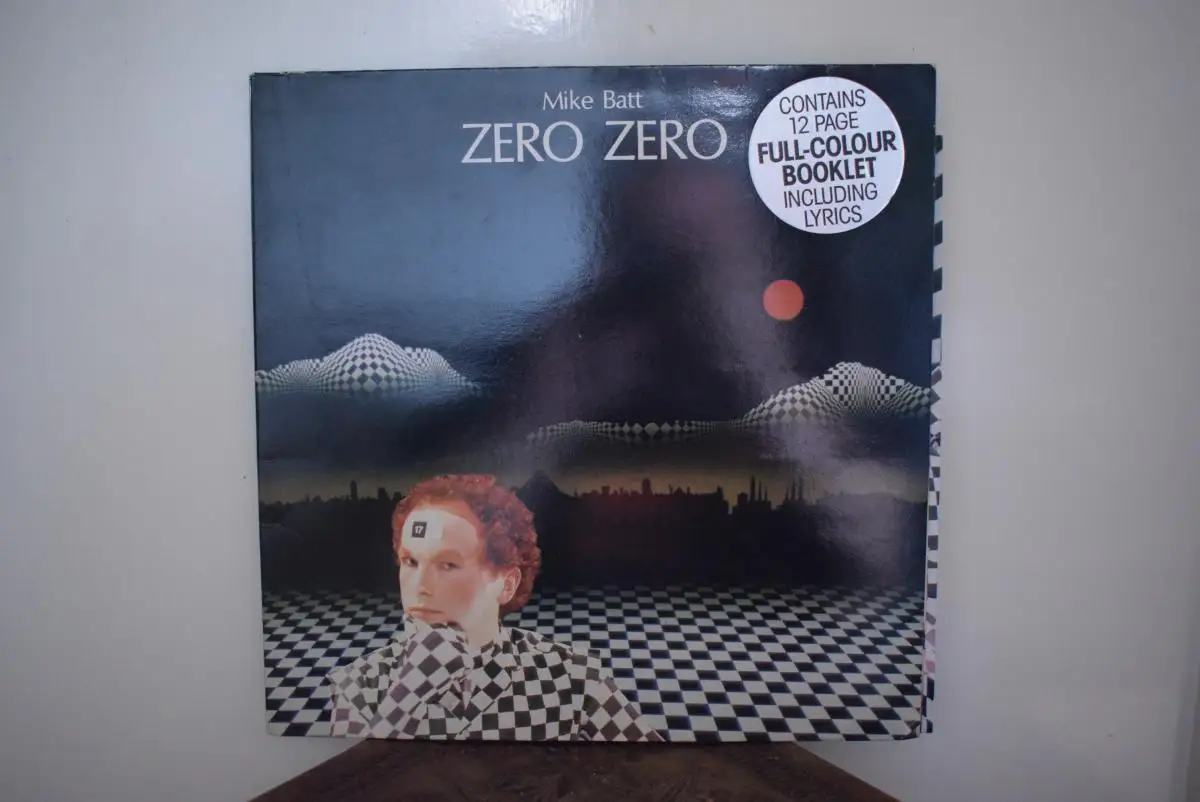 Mike Batt
ZERO ZERO
CONTAINS
12 PAGE
FULL-COLOUR
BOOKLET
INCLUDING
LYRICS
17